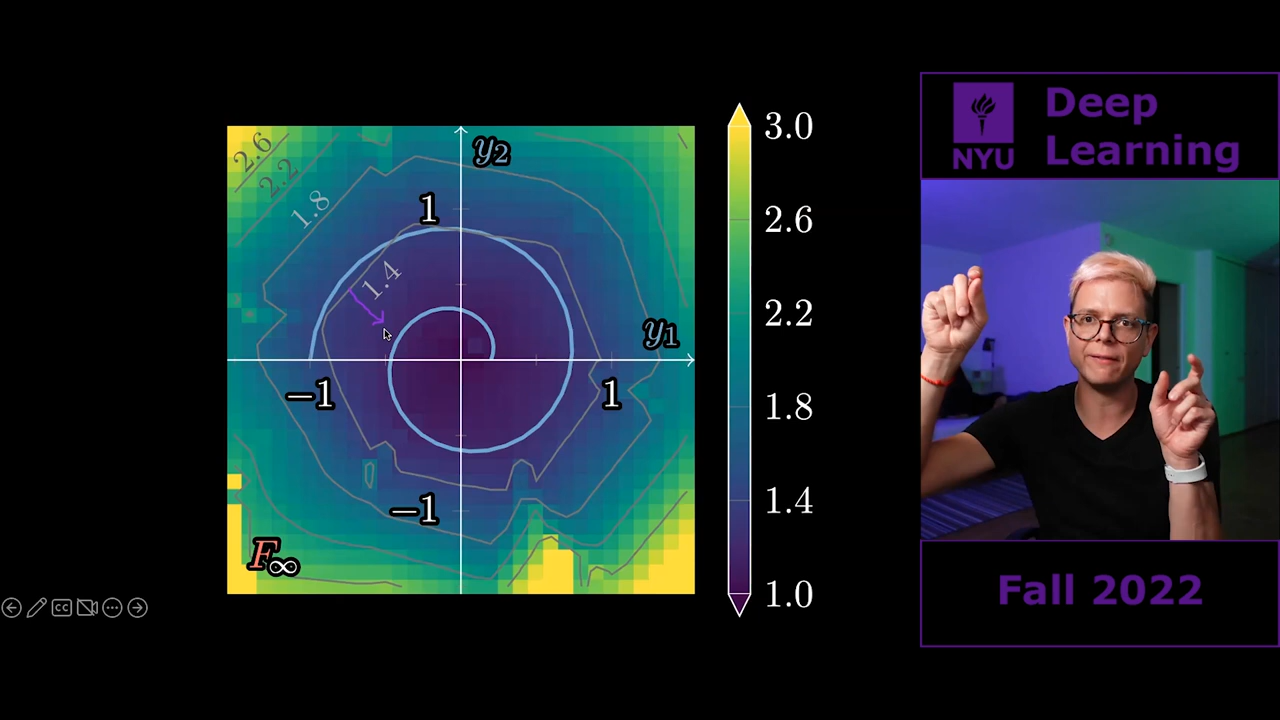 2.6
2.2
1.8
1.4
y₂
1
y₁
−1
1
−1
F∞
3.0
2.6
2.2
1.8
1.4
1.0
CC
NYU
Deep
Learning
Fall 2022